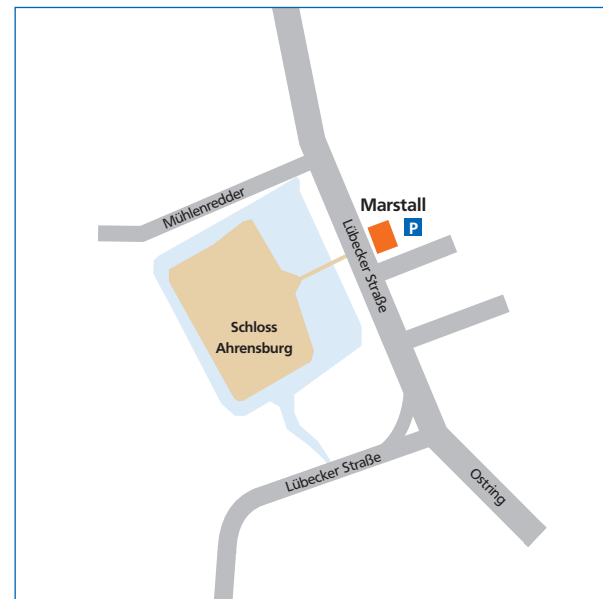 Mühlenredder
Marstall
P
Lübecker Straße
Schloss
Ahrensburg
Lübecker Straße
Ostring